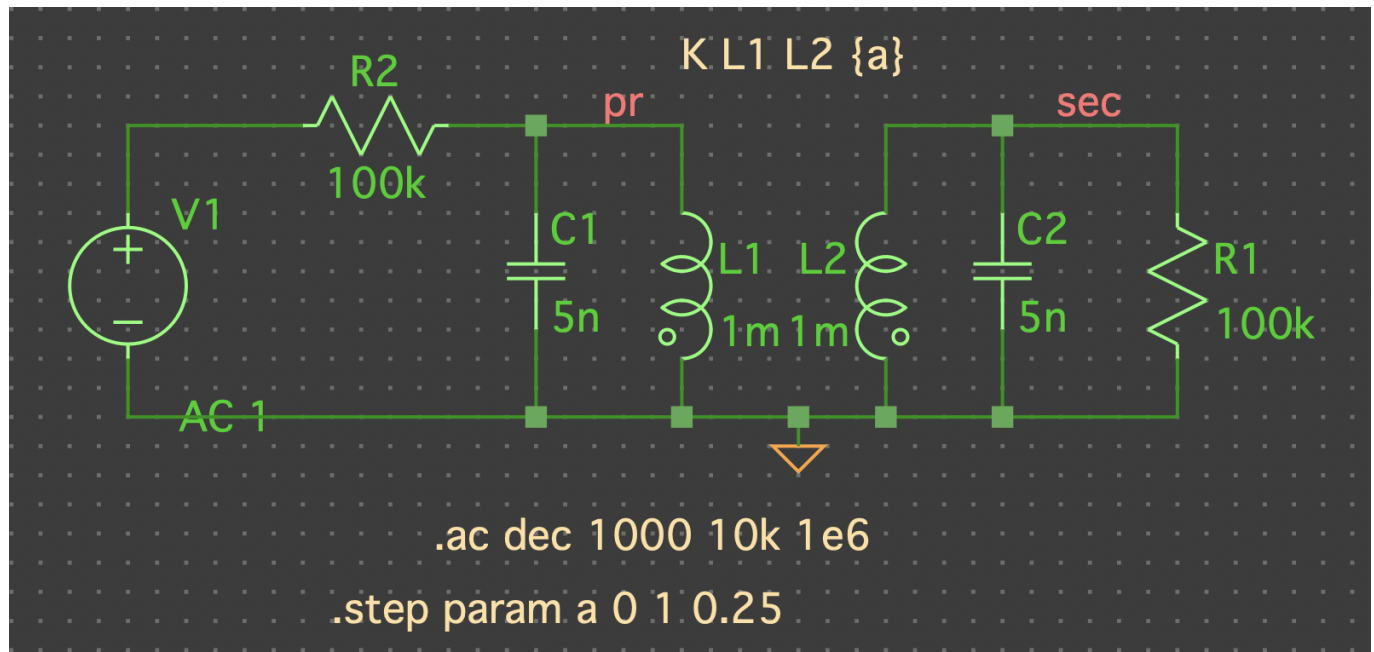 K L1 L2 {a}
R2
pr
sec
100k
V1
C1
C2
L1
L2
R1
5n
1m
1m
5n
100k
AC 1
.ac dec 1000 10k 1e6
.step param a 0 1 0.25